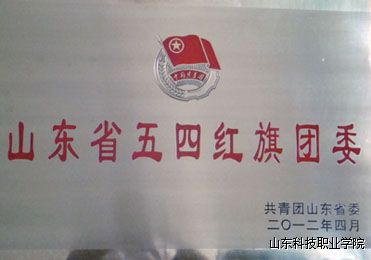 中国共青团
山东省五四红旗团委
共青团山东省委
二〇一二年四月
山东科技职业学院